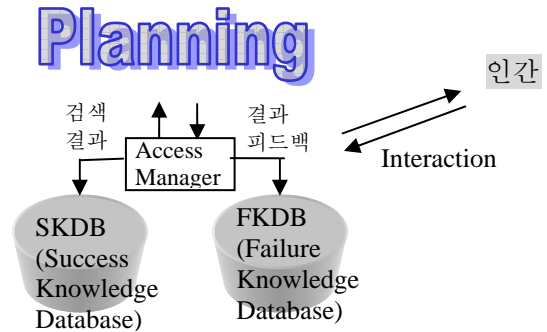 Planning
인간
검색
결과
결과
피드백
Access
Manager
Interaction
SKDB
(Success
Knowledge
Database)
FKDB
(Failure
Knowledge
Database)